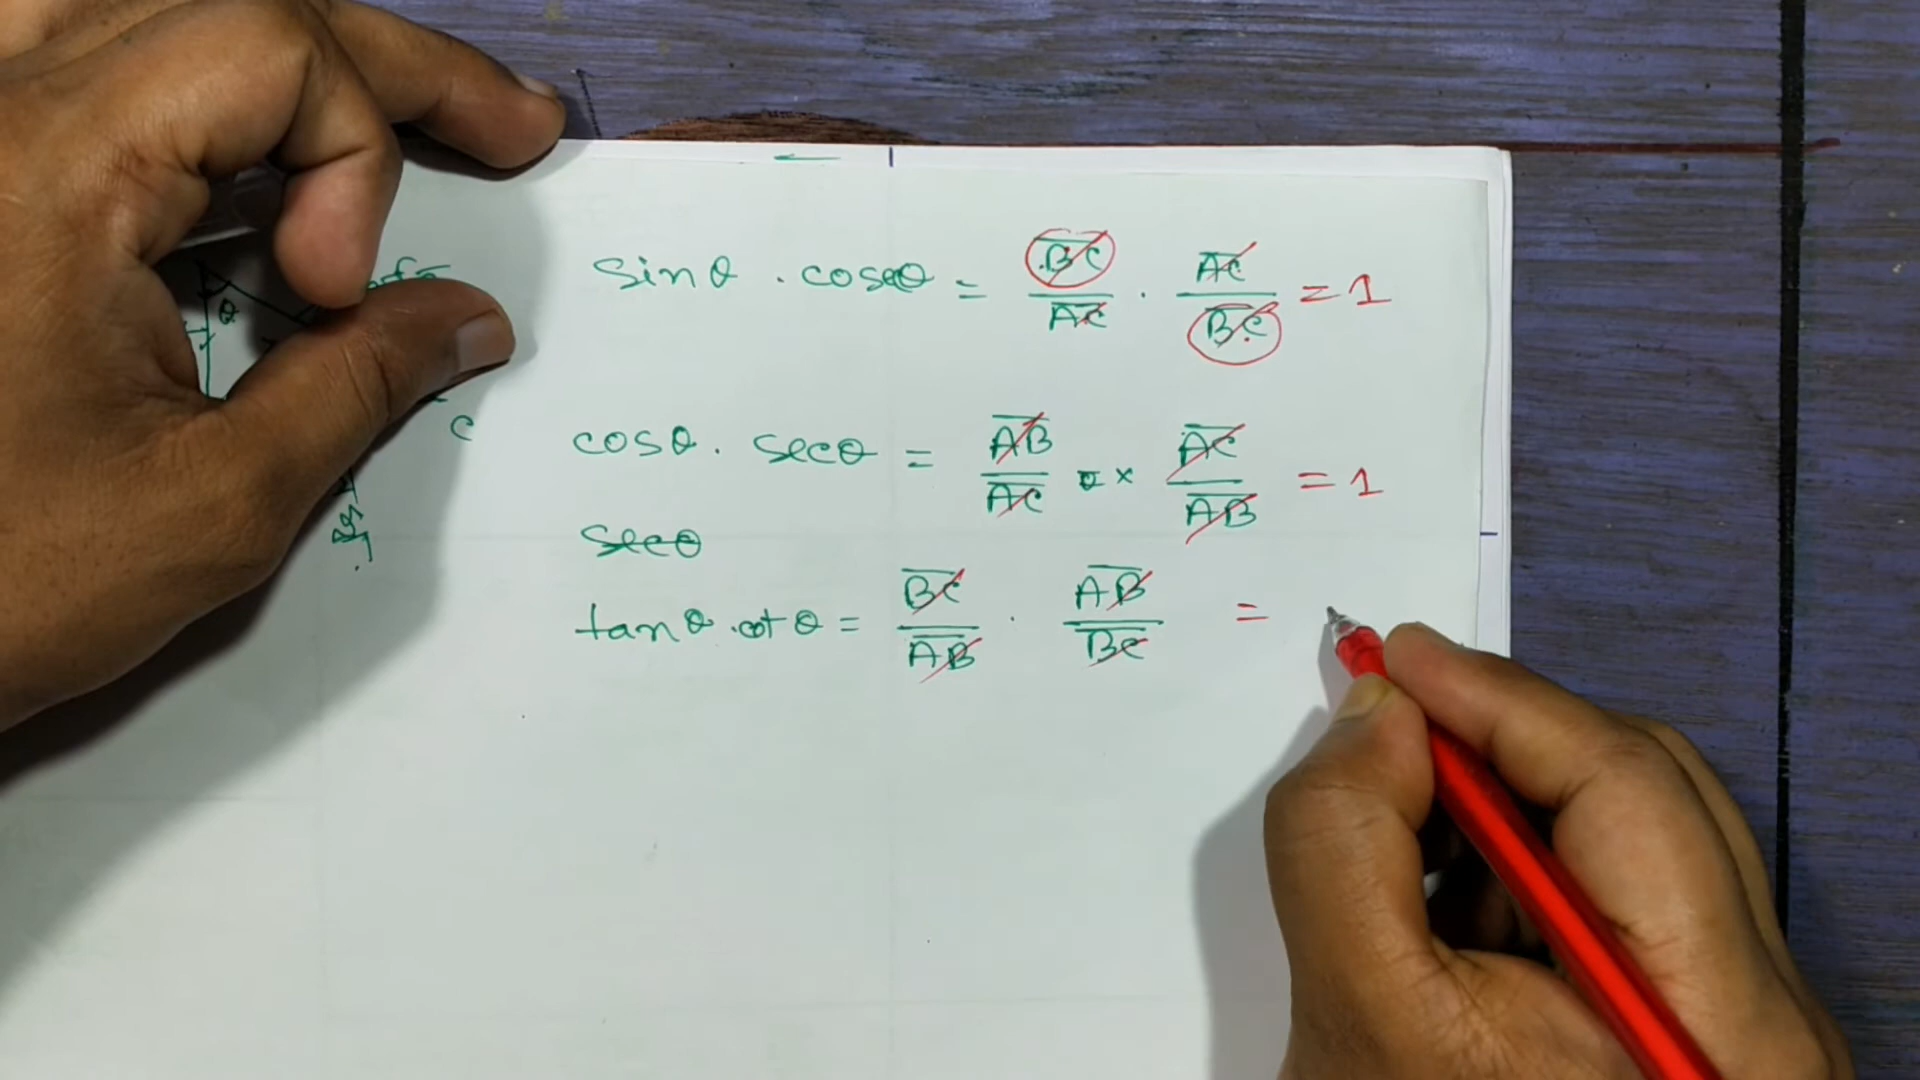 sinθ . cosecθ = BC/AC . AC/BC = 1
θ
cosθ . secθ = AB/AC × AC/AB = 1
c
secθ
tanθ . cotθ = BC/AB . AB/BC =